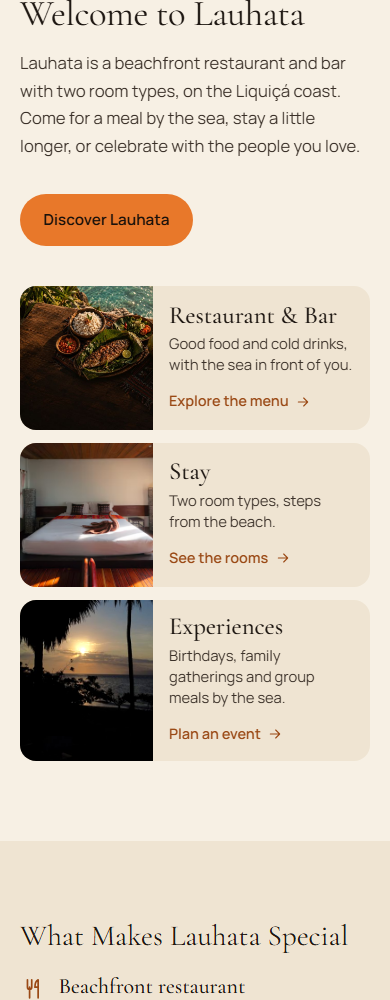 Welcome to Lauhata
Lauhata is a beachfront restaurant and bar
with two room types, on the Liquiçá coast.
Come for a meal by the sea, stay a little
longer, or celebrate with the people you love.
Discover Lauhata
Restaurant & Bar
Good food and cold drinks,
with the sea in front of you.
Explore the menu →
Stay
Two room types, steps
from the beach.
See the rooms →
Experiences
Birthdays, family
gatherings and group
meals by the sea.
Plan an event →
What Makes Lauhata Special
Beachfront restaurant